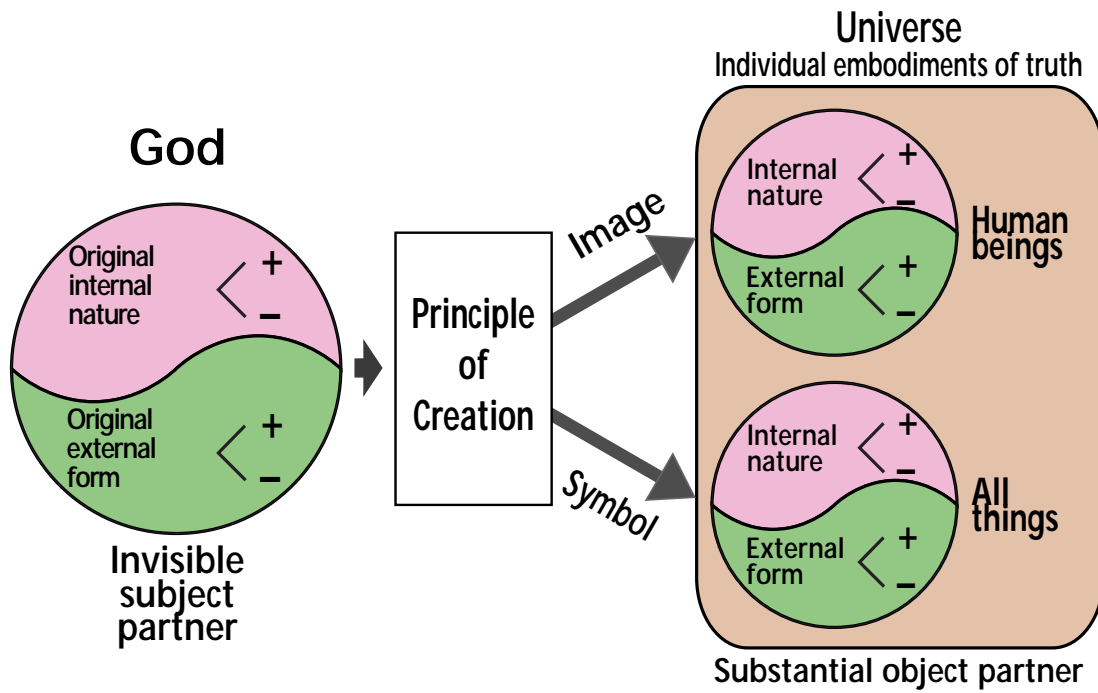 God
Original
internal
nature
+
−
Original
external
form
+
−
Invisible
subject
partner
Principle
of
Creation
Image
Symbol
Universe
Individual embodiments of truth
Internal
nature
+
−
External
form
+
−
Human
beings
Internal
nature
+
−
External
form
+
−
All
things
Substantial object partner